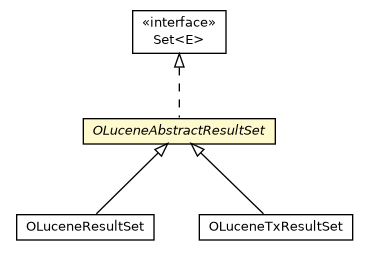 «interface»
Set<E>
OLuceneAbstractResultSet
OLuceneResultSet
OLuceneTxResultSet